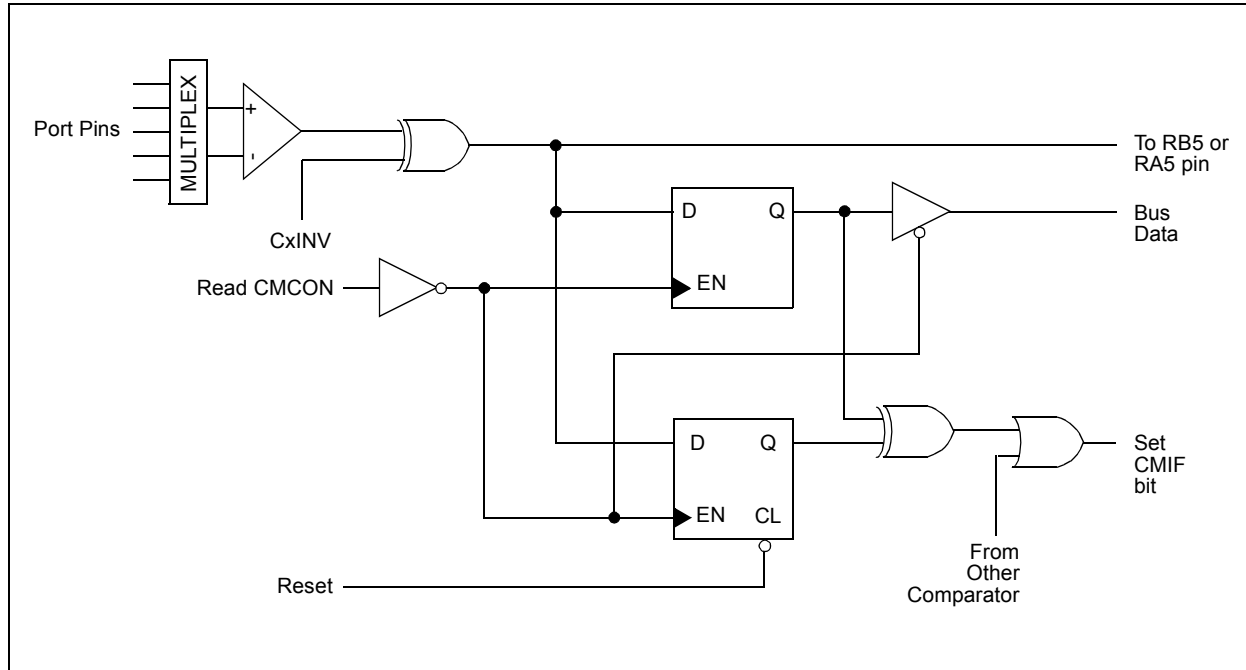 MULTIPLEX
Port Pins
+
-
To RB5 or
RA5 pin
CxINV
D
Q
Bus
Data
Read CMCON
EN
D
Q
Set
CMIF
bit
EN
CL
From
Other
Comparator
Reset